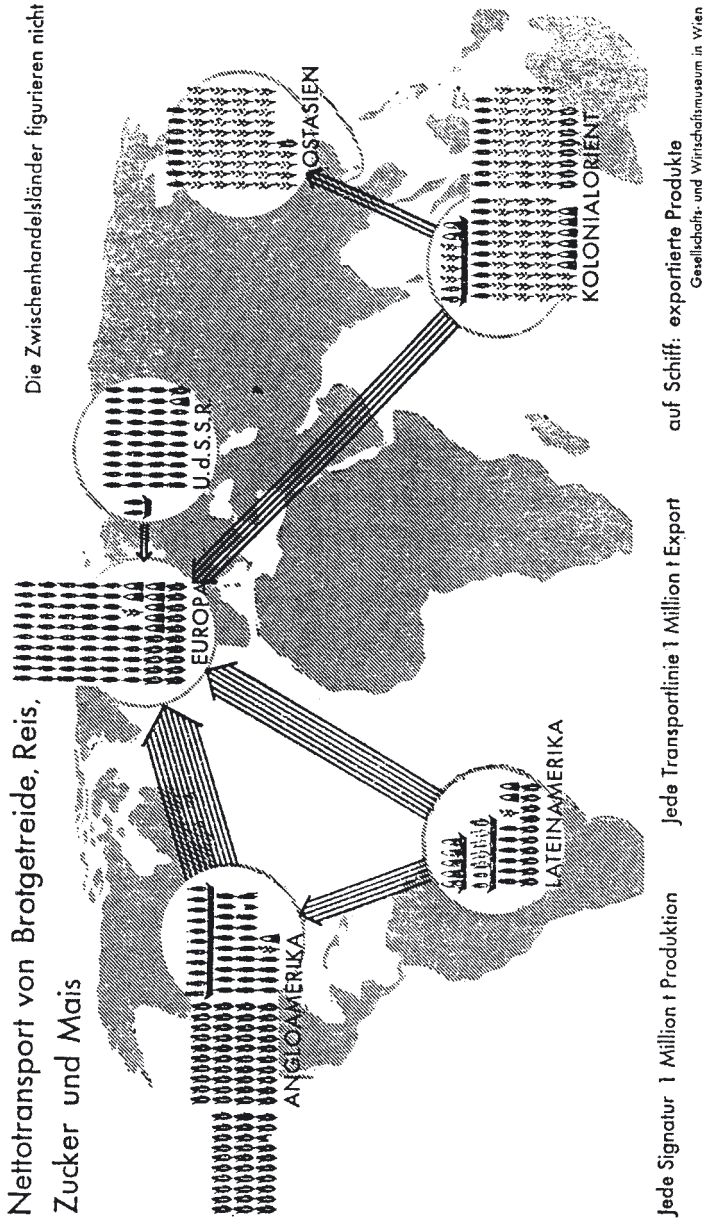 Nettotransport von Brotgetreide, Reis,
Zucker und Mais
Die Zwischenhandelsländer figurieren nicht
ANGLOAMERIKA
LATEINAMERIKA
EUROPA
U.d.S.S.R.
OSTASIEN
KOLONIALORIENT
Jede Signatur 1 Million t Produktion
Jede Transportlinie 1 Million t Export
auf Schiff: exportierte Produkte
Gesellschafts- und Wirtschaftsmuseum in Wien